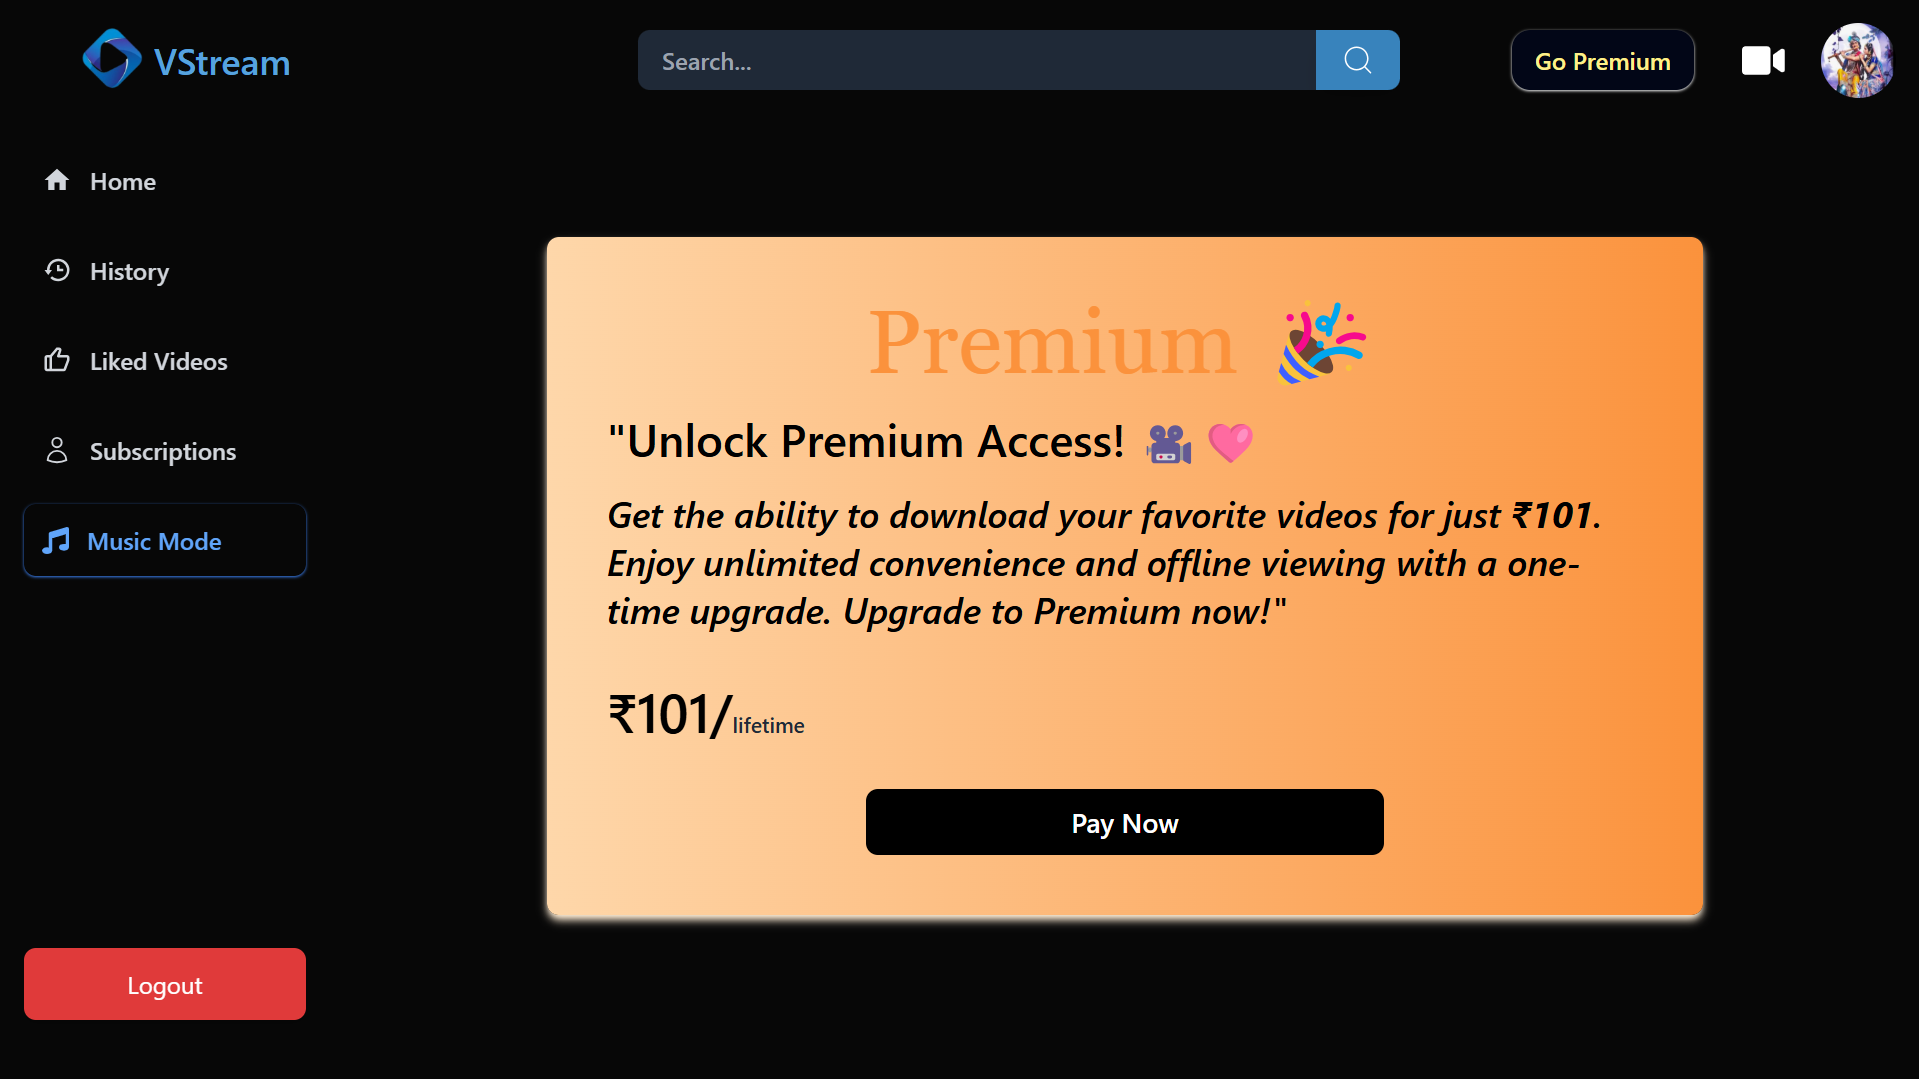 VStream
Search...
Go Premium
Home
History
Liked Videos
Subscriptions
Music Mode
Logout
Premium 🎉
"Unlock Premium Access! 🎥 💖
Get the ability to download your favorite videos for just ₹101.
Enjoy unlimited convenience and offline viewing with a one-
time upgrade. Upgrade to Premium now!"
₹101/lifetime
Pay Now